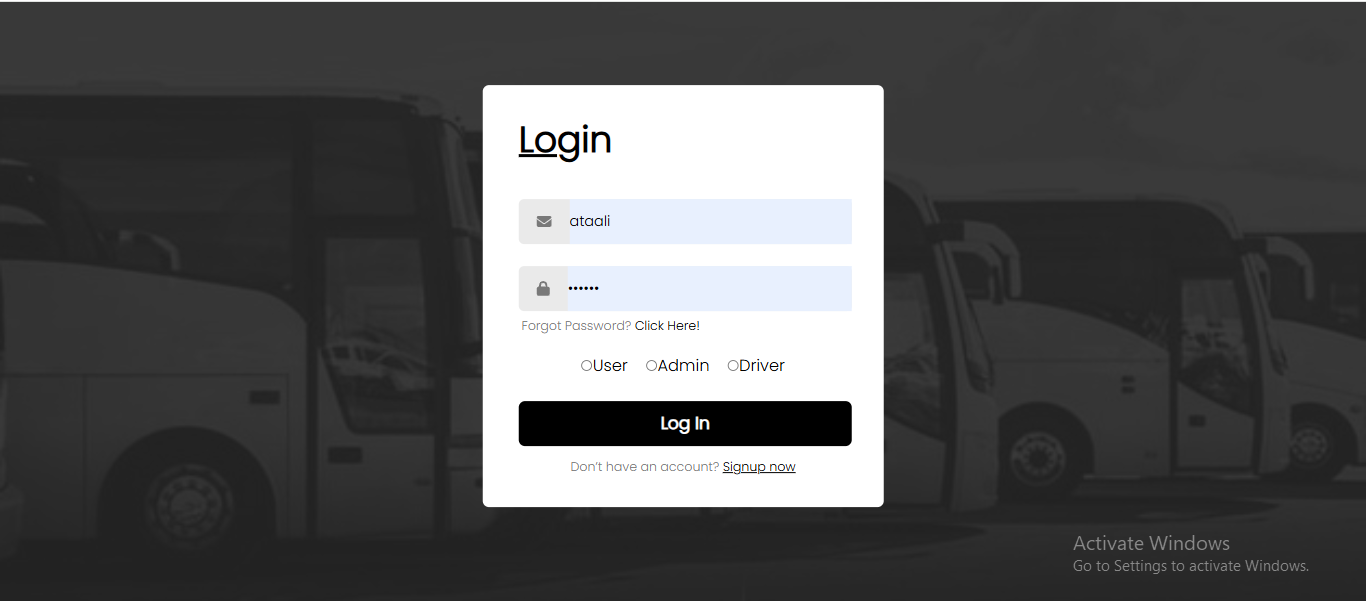 Login
ataali
••••••
Forgot Password? Click Here!
User Admin Driver
Log In
Don't have an account? Signup now
Activate Windows
Go to Settings to activate Windows.